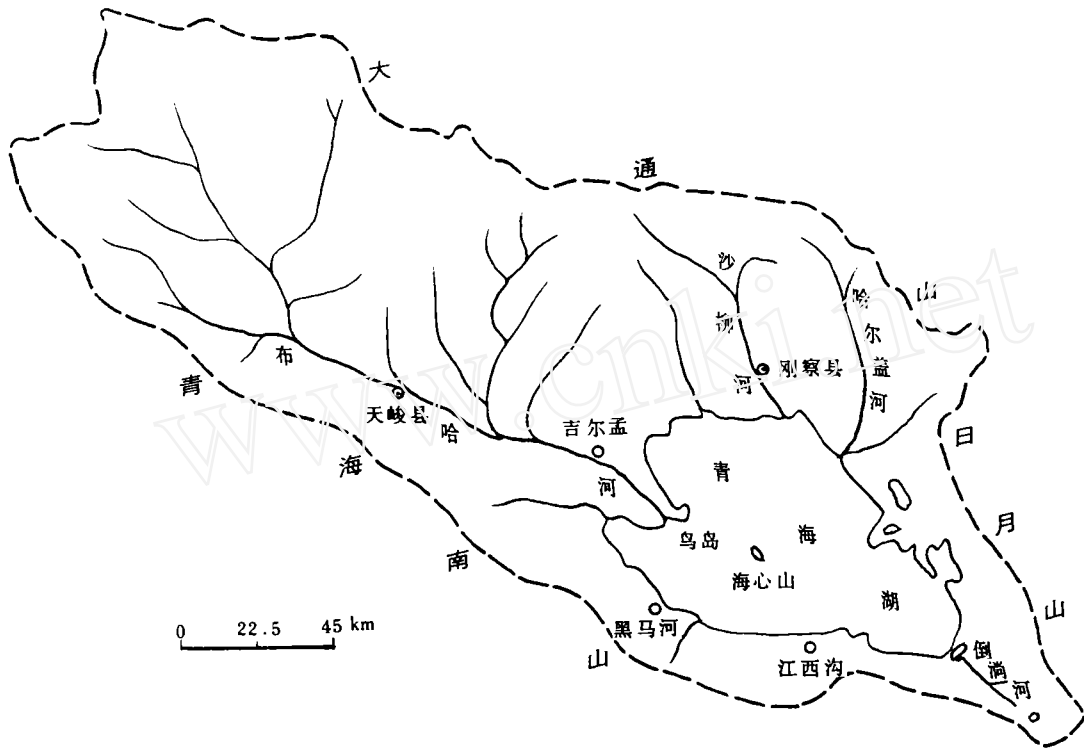 大通山
日月山
青海南山
布哈河
沙柳河
哈尔盖河
刚察县
天峻县
吉尔孟
青海湖
鸟岛
海心山
黑马河
江西沟
倒淌河
0 22.5 45 km
www.cnki.net